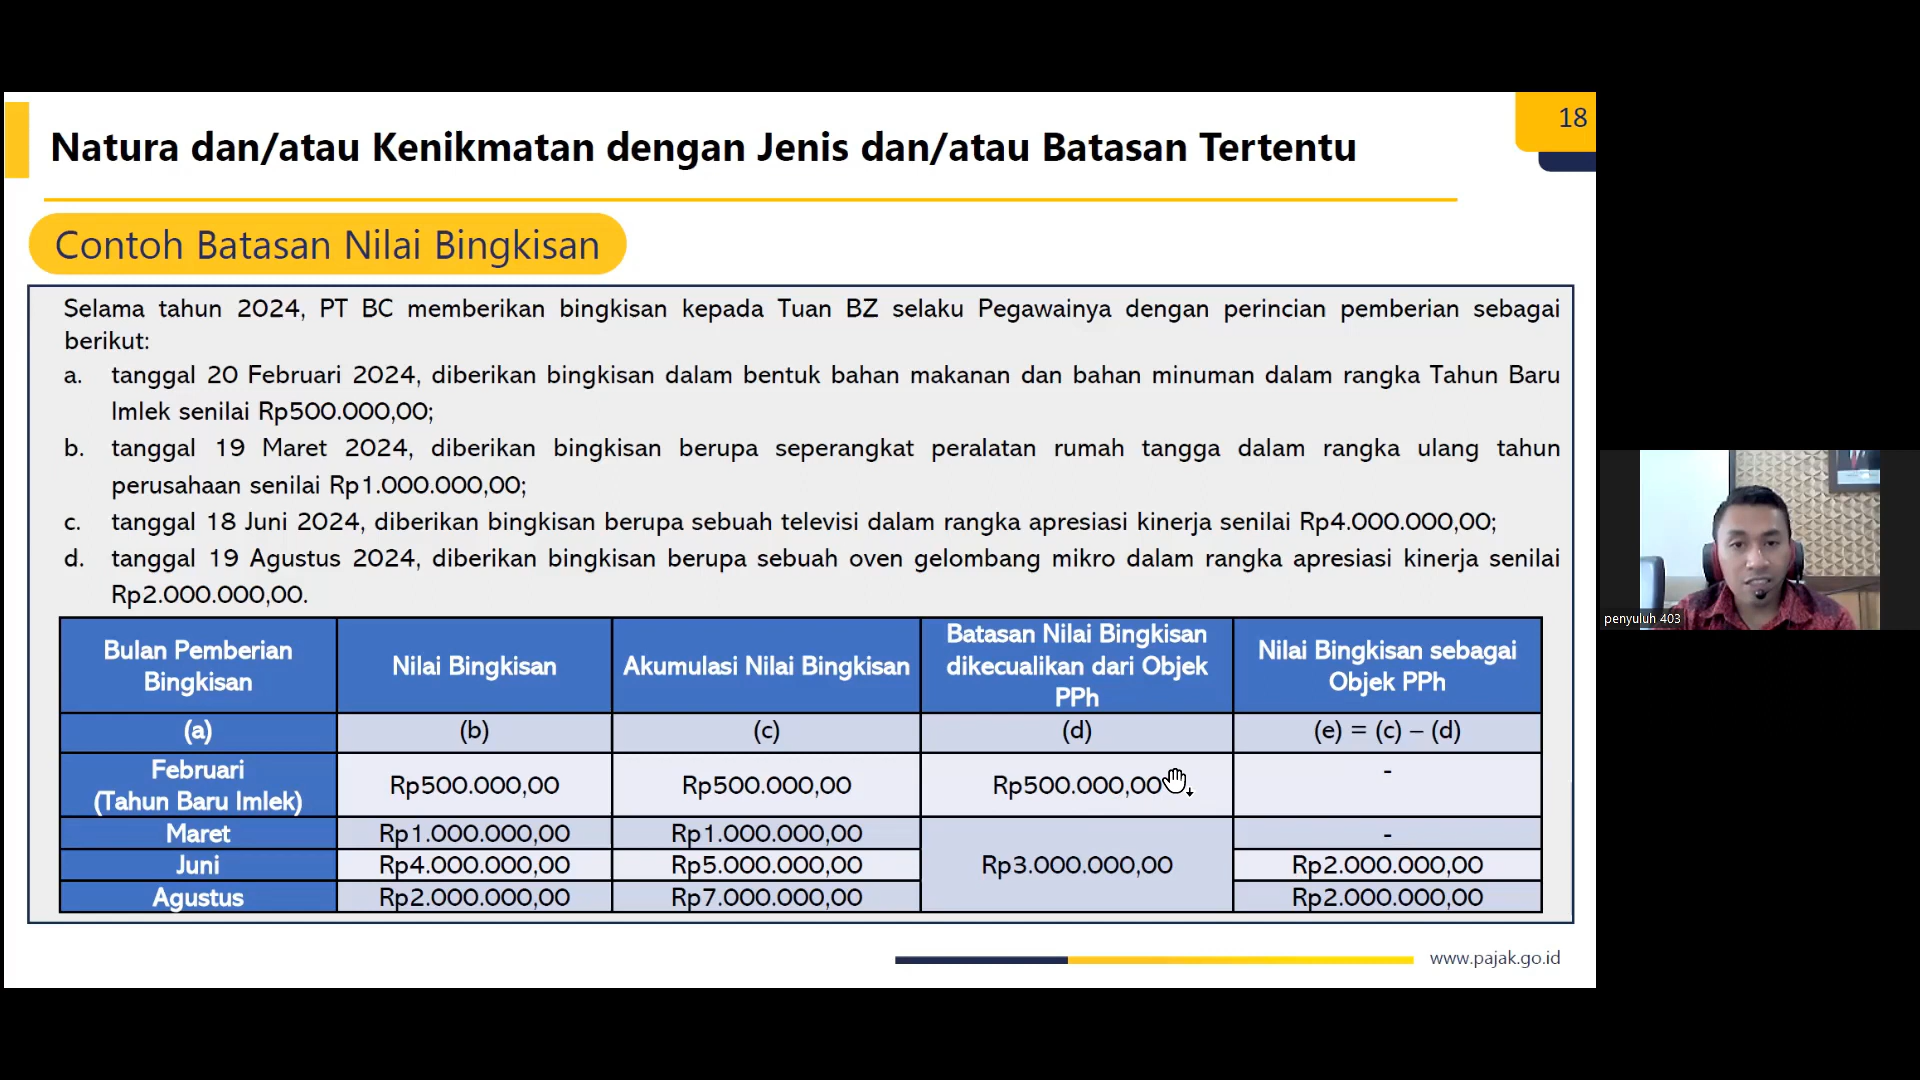 18
Natura dan/atau Kenikmatan dengan Jenis dan/atau Batasan Tertentu
Contoh Batasan Nilai Bingkisan
Selama tahun 2024, PT BC memberikan bingkisan kepada Tuan BZ selaku Pegawainya dengan perincian pemberian sebagai
berikut:
a. tanggal 20 Februari 2024, diberikan bingkisan dalam bentuk bahan makanan dan bahan minuman dalam rangka Tahun Baru
Imlek senilai Rp500.000,00;
b. tanggal 19 Maret 2024, diberikan bingkisan berupa seperangkat peralatan rumah tangga dalam rangka ulang tahun
perusahaan senilai Rp1.000.000,00;
c. tanggal 18 Juni 2024, diberikan bingkisan berupa sebuah televisi dalam rangka apresiasi kinerja senilai Rp4.000.000,00;
d. tanggal 19 Agustus 2024, diberikan bingkisan berupa sebuah oven gelombang mikro dalam rangka apresiasi kinerja senilai
Rp2.000.000,00.
Bulan Pemberian
Bingkisan
Nilai Bingkisan
Akumulasi Nilai Bingkisan
Batasan Nilai Bingkisan
dikecualikan dari Objek
PPh
Nilai Bingkisan sebagai
Objek PPh
(a) (b) (c) (d) (e) = (c) – (d)
Februari
(Tahun Baru Imlek)
Rp500.000,00 Rp500.000,00 Rp500.000,00 -
Maret Rp1.000.000,00 Rp1.000.000,00 -
Juni Rp4.000.000,00 Rp5.000.000,00 Rp3.000.000,00 Rp2.000.000,00
Agustus Rp2.000.000,00 Rp7.000.000,00 Rp2.000.000,00
www.pajak.go.id
penyuluh 403